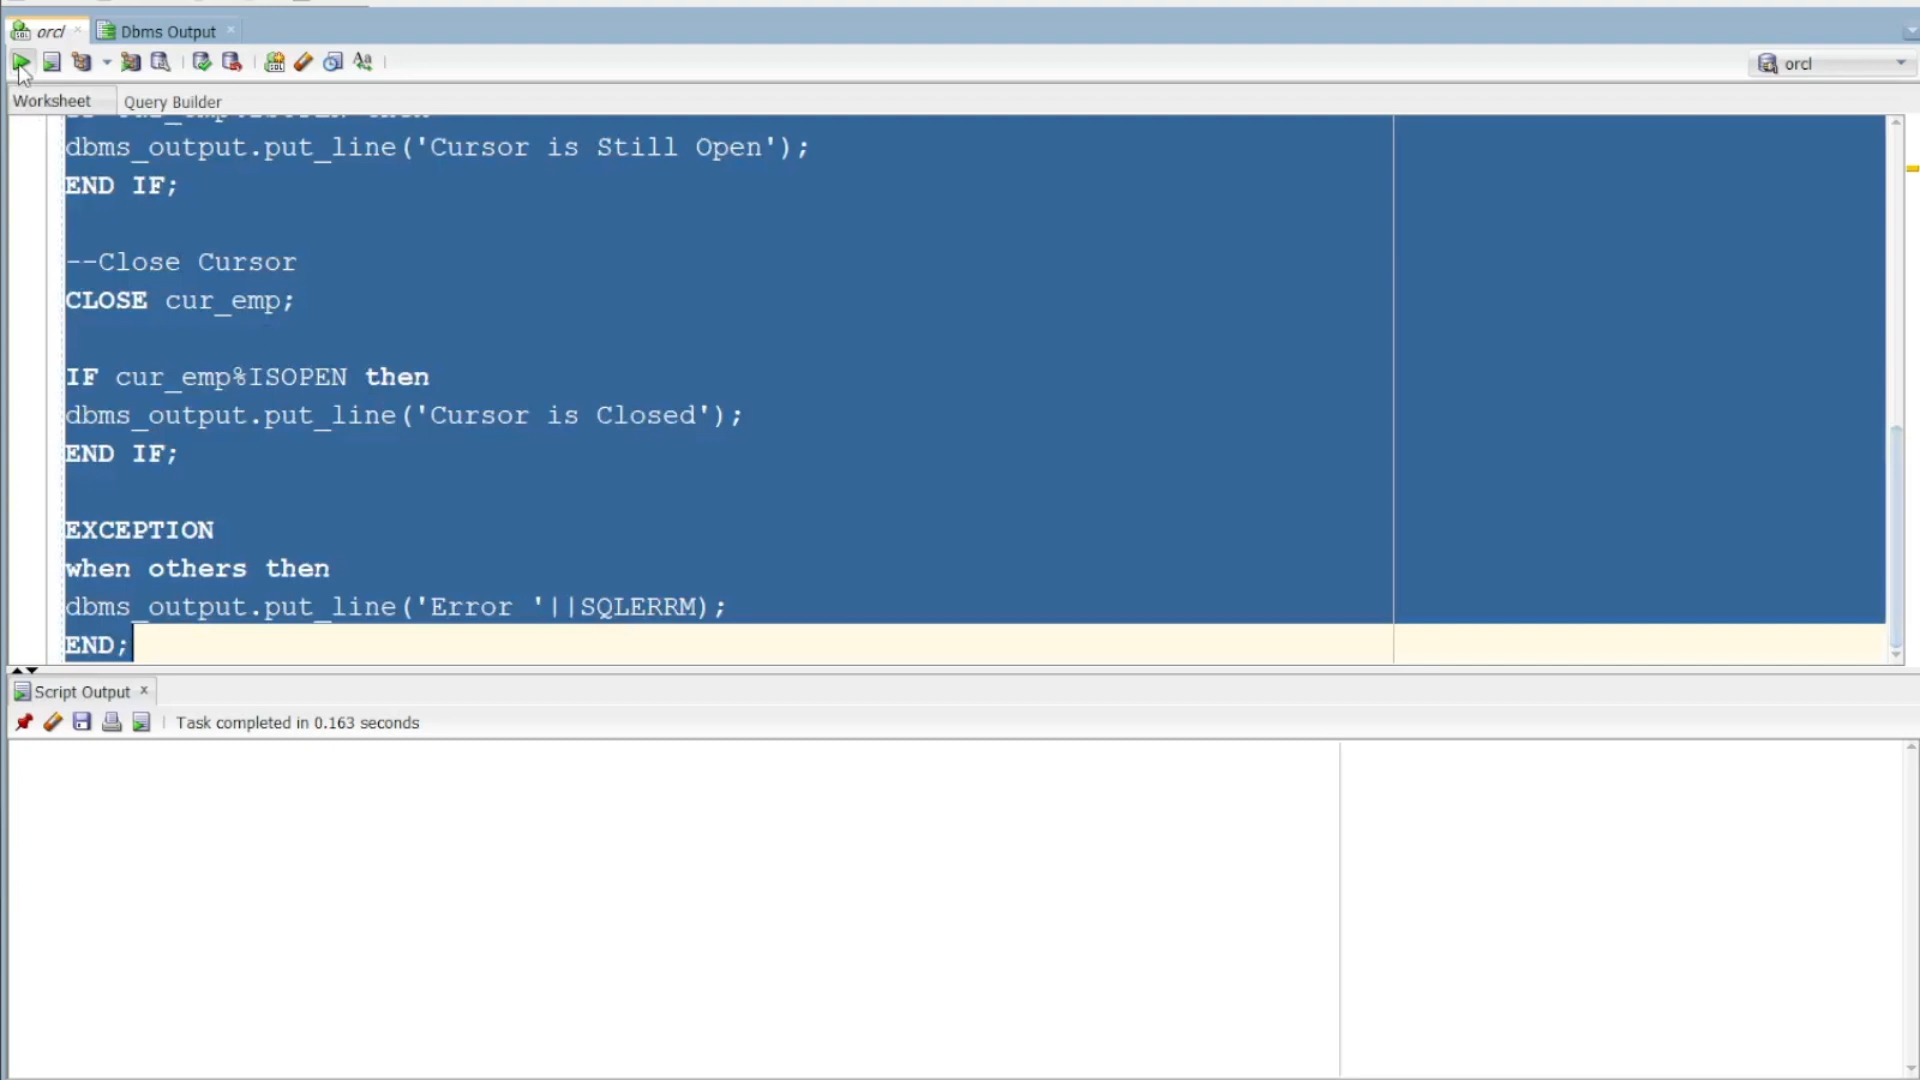 orcl
Dbms Output
orcl
Worksheet
Query Builder
dbms_output.put_line('Cursor is Still Open');
END IF;
--Close Cursor
CLOSE cur_emp;
IF cur_emp%ISOPEN then
dbms_output.put_line('Cursor is Closed');
END IF;
EXCEPTION
when others then
dbms_output.put_line('Error '||SQLERRM);
END;
Script Output
Task completed in 0.163 seconds